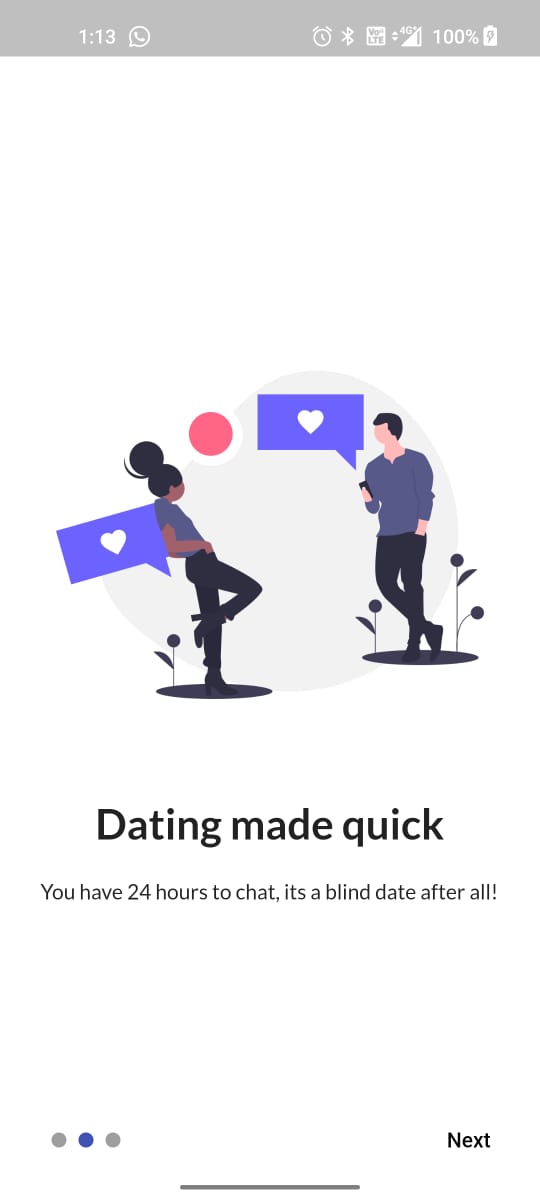 1:13 Vo)) LTE 4G+ 100%
Dating made quick
You have 24 hours to chat, its a blind date after all!
Next